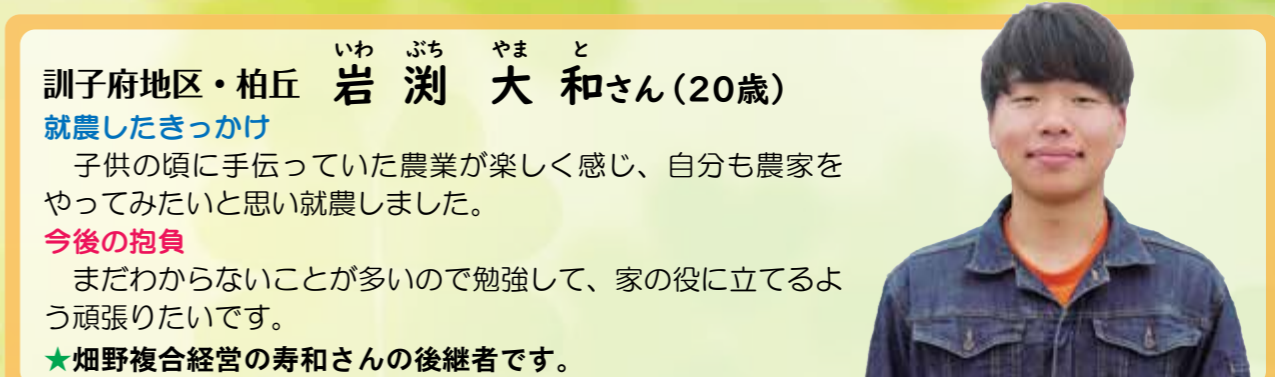 いわ ぶち やま と
訓子府地区・柏丘 岩渕 大和さん(20歳)
就農したきっかけ
　子供の頃に手伝っていた農業が楽しく感じ、自分も農家を
やってみたいと思い就農しました。
今後の抱負
　まだわからないことが多いので勉強して、家の役に立てるよ
う頑張りたいです。
★畑野複合経営の寿和さんの後継者です。